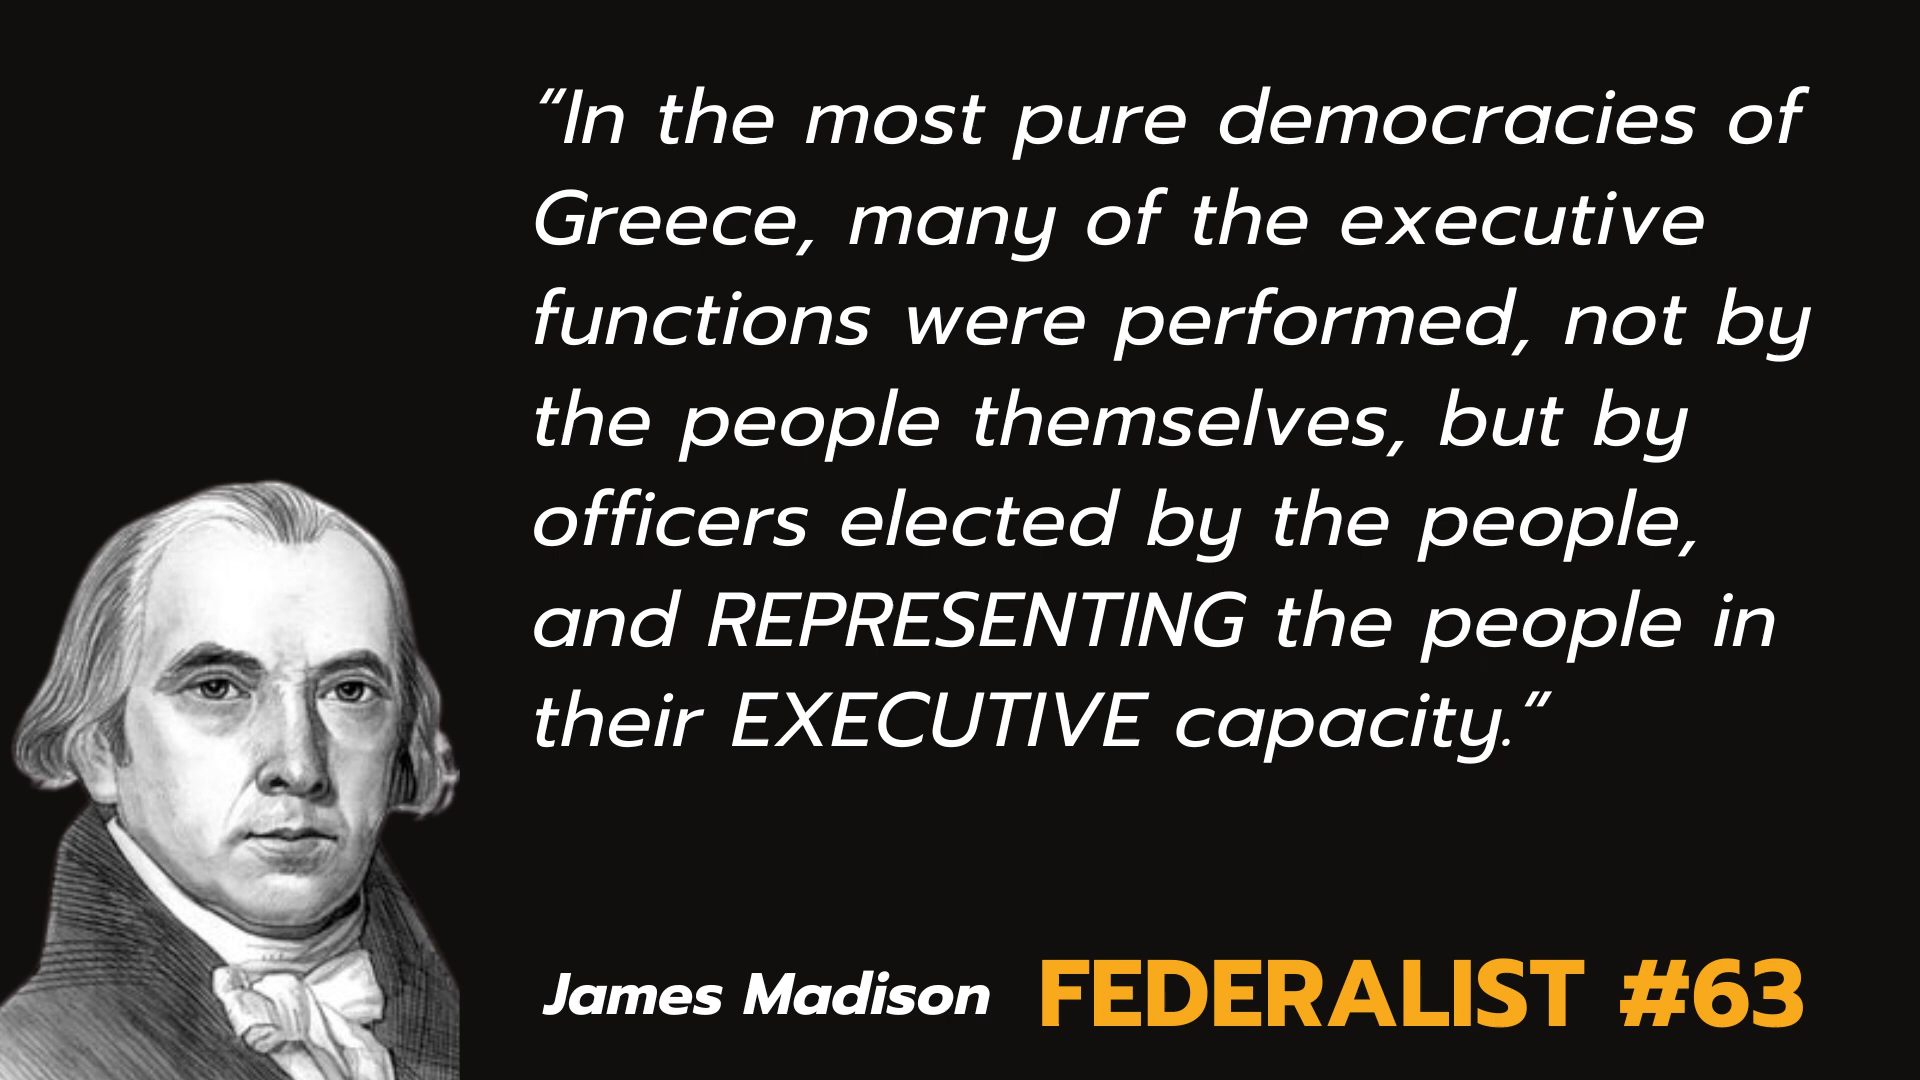 “In the most pure democracies of
Greece, many of the executive
functions were performed, not by
the people themselves, but by
officers elected by the people,
and REPRESENTING the people in
their EXECUTIVE capacity.”
James Madison FEDERALIST #63